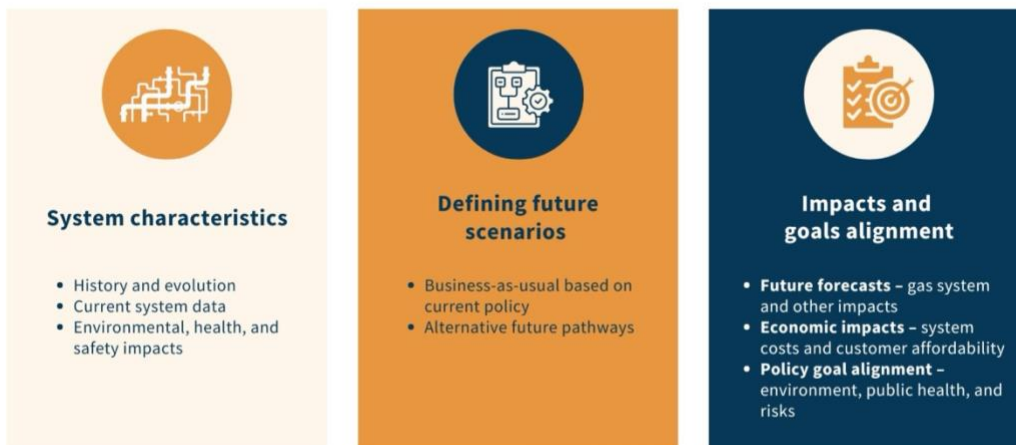 System characteristics
• History and evolution
• Current system data
• Environmental, health, and
safety impacts
Defining future
scenarios
• Business-as-usual based on
current policy
• Alternative future pathways
Impacts and
goals alignment
• Future forecasts – gas system
and other impacts
• Economic impacts – system
costs and customer affordability
• Policy goal alignment –
environment, public health, and
risks